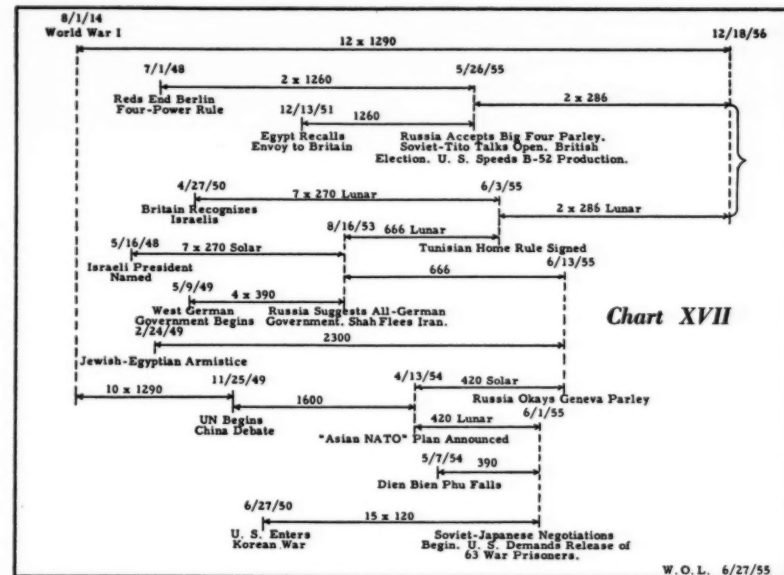 8/1/14
World War I
12 x 1290
12/18/56
7/1/48
2 x 1260
5/26/55
Reds End Berlin
Four-Power Rule
2 x 286
12/13/51
1260
Egypt Recalls
Envoy to Britain
Russia Accepts Big Four Parley.
Soviet-Tito Talks Open. British
Election. U. S. Speeds B-52 Production.
4/27/50
7 x 270 Lunar
6/3/55
Britain Recognizes
Israelis
2 x 286 Lunar
8/16/53
666 Lunar
Tunisian Home Rule Signed
5/16/48
7 x 270 Solar
6/13/55
Israeli President
Named
666
5/9/49
4 x 390
West German
Government Begins
Russia Suggests All-German
Government. Shah Flees Iran.
Chart XVII
2/24/49
2300
Jewish-Egyptian Armistice
10 x 1290
11/25/49
4/13/54
420 Solar
1600
Russia Okays Geneva Parley
UN Begins
China Debate
420 Lunar
6/1/55
"Asian NATO" Plan Announced
5/7/54
390
Dien Bien Phu Falls
6/27/50
15 x 120
U. S. Enters
Korean War
Soviet-Japanese Negotiations
Begin. U. S. Demands Release of
63 War Prisoners.
W. O. L. 6/27/55